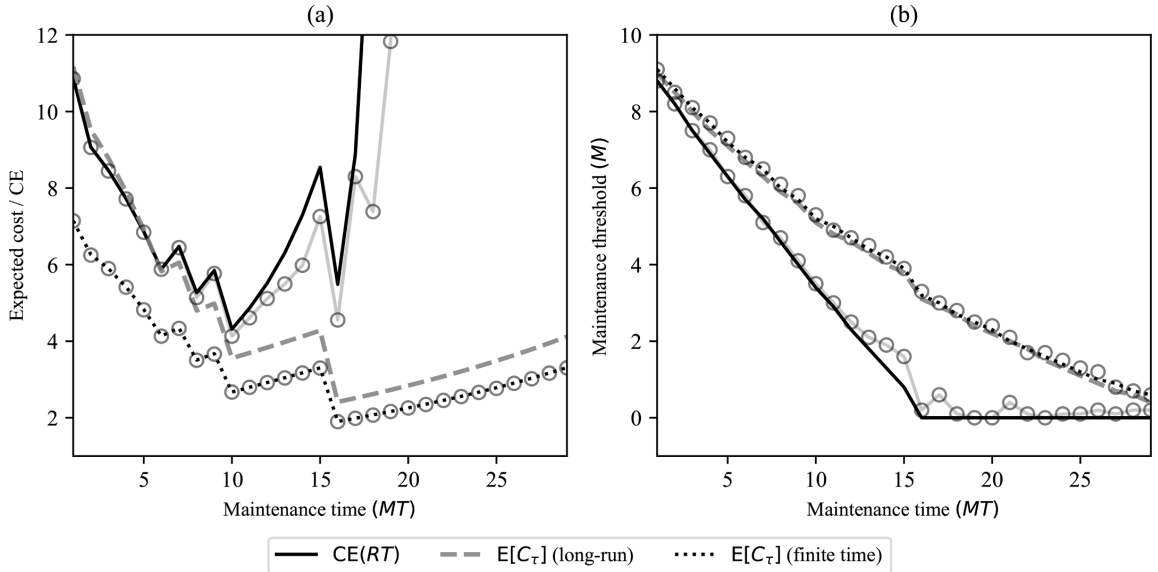 (a)
(b)
12
10
8
6
4
2
Expected cost / CE
5
10
15
20
25
Maintenance time (MT)
10
8
6
4
2
0
Maintenance threshold (M)
5
10
15
20
25
Maintenance time (MT)
CE(RT)
E[C_τ] (long-run)
E[C_τ] (finite time)